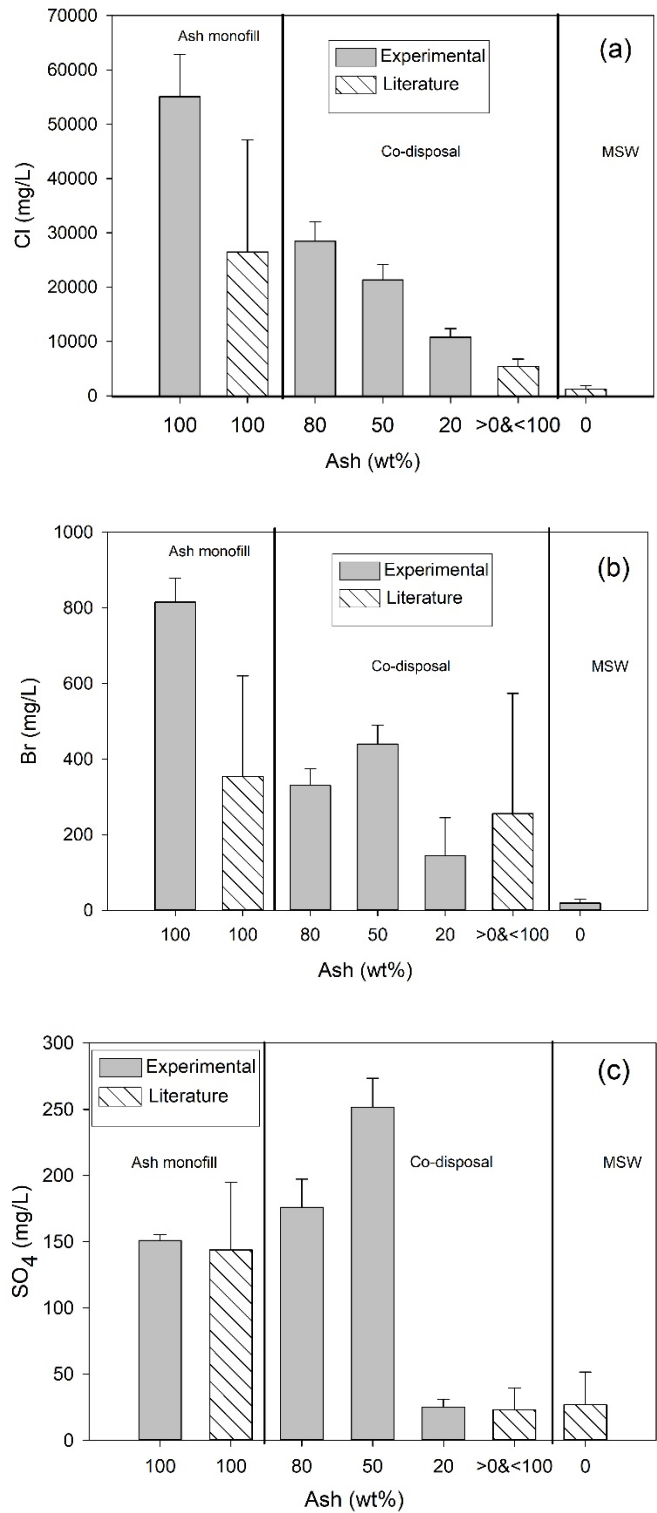 70000
60000
50000
40000
30000
20000
10000
0
Cl (mg/L)
Ash monofill
Experimental
Literature
(a)
Co-disposal
MSW
100 100 80 50 20 >0&<100 0
Ash (wt%)
1000
800
600
400
200
0
Br (mg/L)
Ash monofill
Experimental
Literature
(b)
Co-disposal
MSW
100 100 80 50 20 >0&<100 0
Ash (wt%)
300
250
200
150
100
50
0
SO4 (mg/L)
Experimental
Literature
(c)
Ash monofill
Co-disposal
MSW
100 100 80 50 20 >0&<100 0
Ash (wt%)